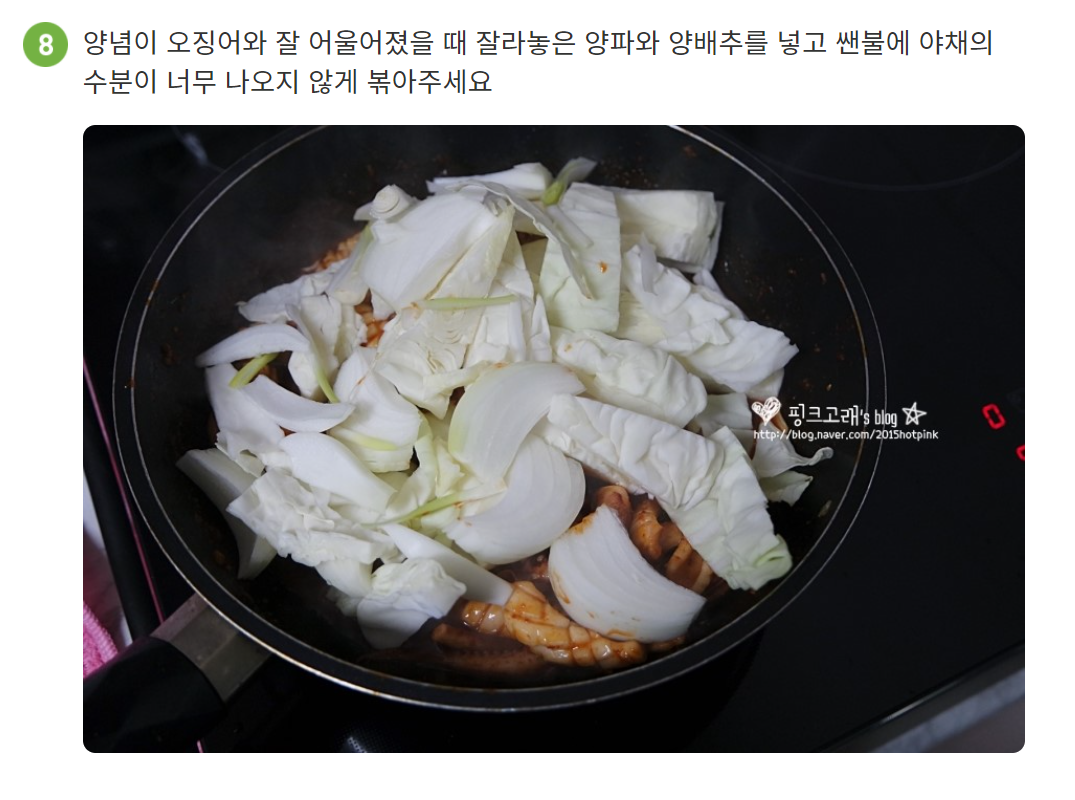 8 양념이 오징어와 잘 어울어졌을 때 잘라놓은 양파와 양배추를 넣고 쌘불에 야채의
수분이 너무 나오지 않게 볶아주세요
핑크고래's blog
http://blog.naver.com/2015hotpink